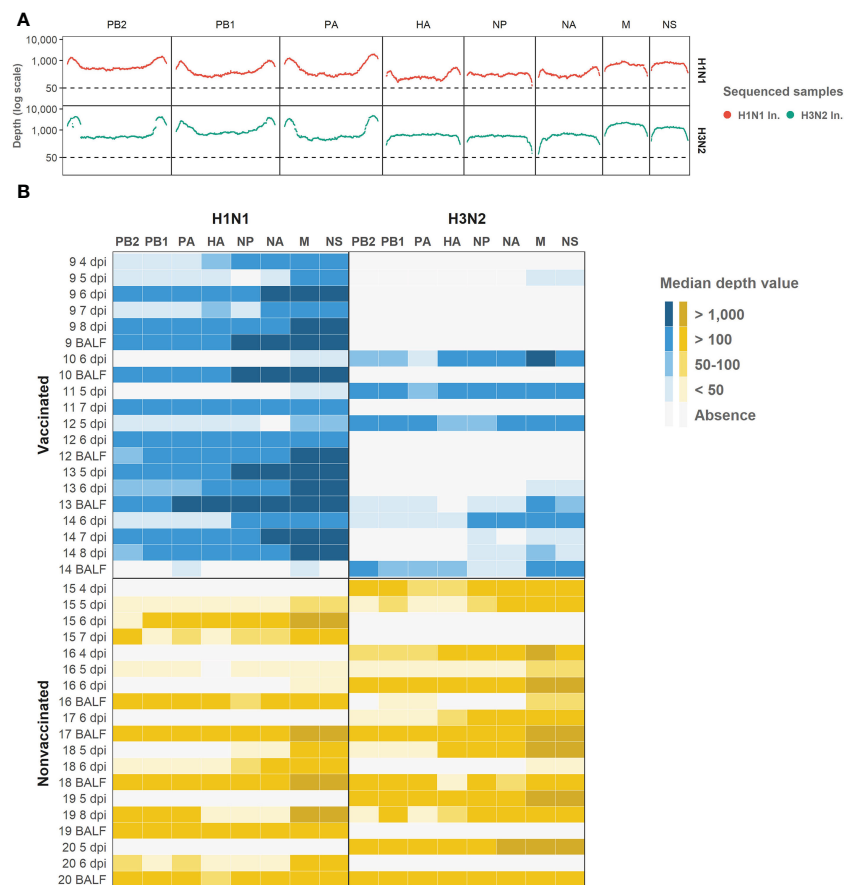 A
PB2 PB1 PA HA NP NA M NS
10,000
1,000
50
H1N1
10,000
1,000
50
H3N2
Depth (log scale)
Sequenced samples
H1N1 In. H3N2 In.
B
H1N1 H3N2
PB2 PB1 PA HA NP NA M NS PB2 PB1 PA HA NP NA M NS
Vaccinated
9 4 dpi
9 5 dpi
9 6 dpi
9 7 dpi
9 8 dpi
9 BALF
10 6 dpi
10 BALF
11 5 dpi
11 7 dpi
12 5 dpi
12 6 dpi
12 BALF
13 5 dpi
13 6 dpi
13 BALF
14 6 dpi
14 7 dpi
14 8 dpi
14 BALF
Nonvaccinated
15 4 dpi
15 5 dpi
15 6 dpi
15 7 dpi
16 4 dpi
16 5 dpi
16 6 dpi
16 BALF
17 6 dpi
17 BALF
18 5 dpi
18 6 dpi
18 BALF
19 5 dpi
19 8 dpi
19 BALF
20 5 dpi
20 6 dpi
20 BALF
Median depth value
> 1,000
> 100
50-100
< 50
Absence